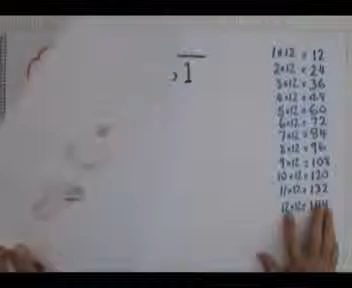 , 1
1×12 = 12
2×12 = 24
3×12 = 36
4×12 = 48
5×12 = 60
6×12 = 72
7×12 = 84
8×12 = 96
9×12 = 108
10×12 = 120
11×12 = 132
12×12 = 144